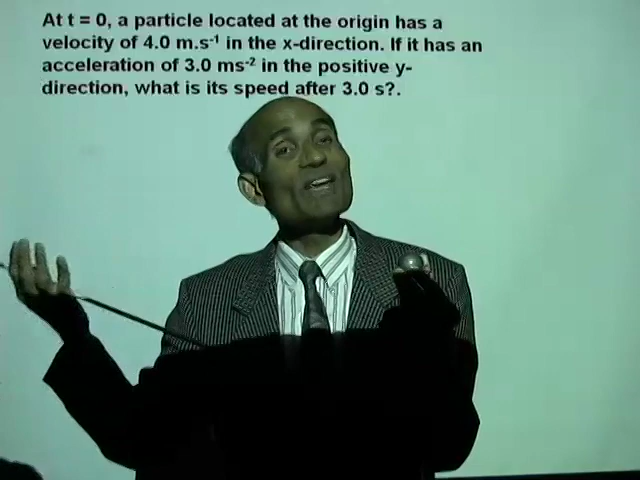 At t = 0, a particle located at the origin has a
velocity of 4.0 m.s⁻¹ in the x-direction. If it has an
acceleration of 3.0 ms⁻² in the positive y-
direction, what is its speed after 3.0 s?.